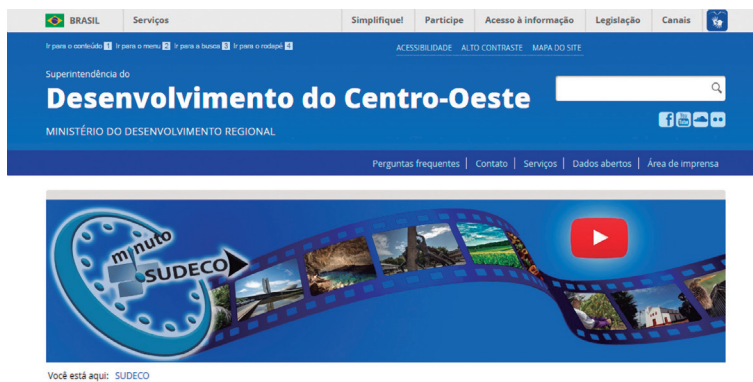 BRASIL Serviços Simplifique! Participe Acesso à informação Legislação Canais
Ir para o conteúdo 1 Ir para o menu 2 Ir para a busca 3 Ir para o rodapé 4 ACESSIBILIDADE ALTO CONTRASTE MAPA DO SITE
Superintendência do
Desenvolvimento do Centro-Oeste
MINISTÉRIO DO DESENVOLVIMENTO REGIONAL
Perguntas frequentes | Contato | Serviços | Dados abertos | Área de imprensa
minuto
SUDECO
Você está aqui: SUDECO